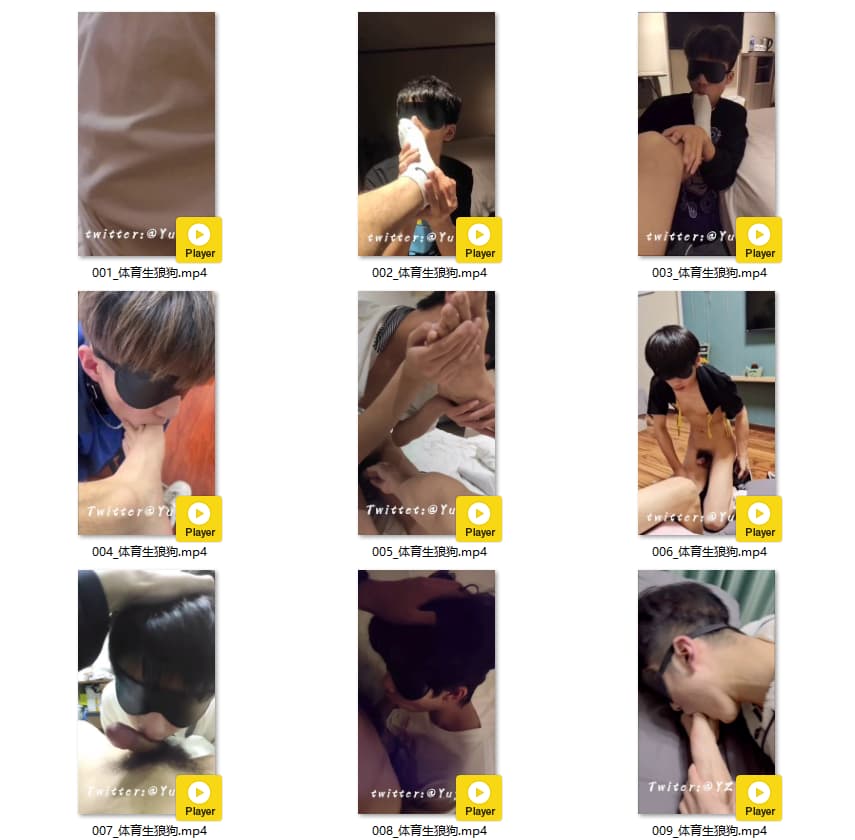 twitter:@Yu
Player
001_体育生狼狗.mp4
twitter:@Yu
Player
002_体育生狼狗.mp4
twitter:@Yu
Player
003_体育生狼狗.mp4
Twitter:@Yu
Player
004_体育生狼狗.mp4
Twittet:@Yu
Player
005_体育生狼狗.mp4
twitter:@Yu
Player
006_体育生狼狗.mp4
twitter:@Yu
Player
007_体育生狼狗.mp4
twitter:@Yu
Player
008_体育生狼狗.mp4
Twiter:@YZ
Player
009_体育生狼狗.mp4